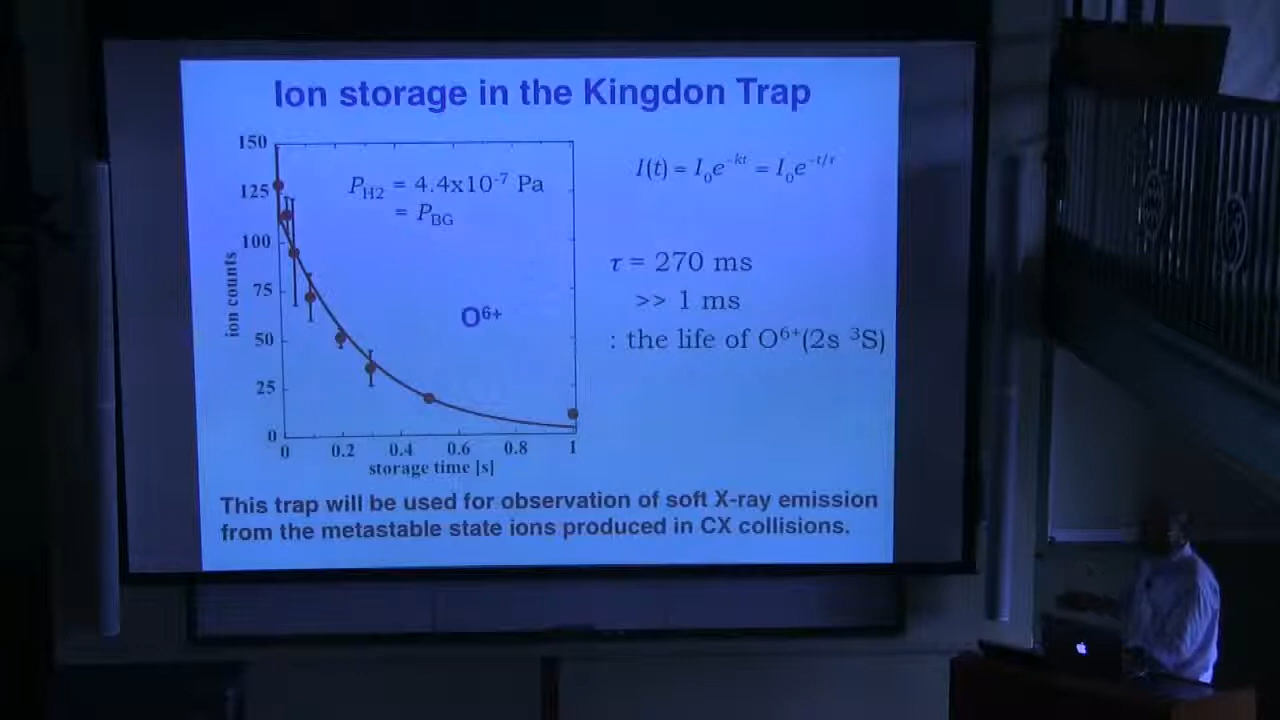 Ion storage in the Kingdon Trap
150
125
100
75
50
25
0
ion counts
P_H2 = 4.4x10⁻⁷ Pa
= P_BG
O⁶⁺
0 0.2 0.4 0.6 0.8 1
storage time [s]
I(t) = I₀e^-kt = I₀e^-t/τ
τ = 270 ms
>> 1 ms
: the life of O⁶⁺(2s ³S)
This trap will be used for observation of soft X-ray emission
from the metastable state ions produced in CX collisions.